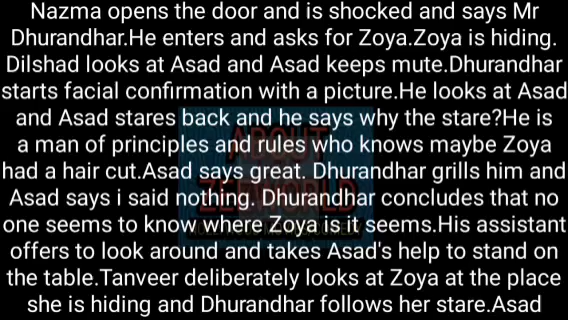 Nazma opens the door and is shocked and says Mr
Dhurandhar.He enters and asks for Zoya.Zoya is hiding.
Dilshad looks at Asad and Asad keeps mute.Dhurandhar
starts facial confirmation with a picture.He looks at Asad
and Asad stares back and he says why the stare?He is
a man of principles and rules who knows maybe Zoya
had a hair cut.Asad says great. Dhurandhar grills him and
Asad says i said nothing. Dhurandhar concludes that no
one seems to know where Zoya is it seems.His assistant
offers to look around and takes Asad's help to stand on
the table.Tanveer deliberately looks at Zoya at the place
she is hiding and Dhurandhar follows her stare.Asad
ABOUT
ZEEWORLD